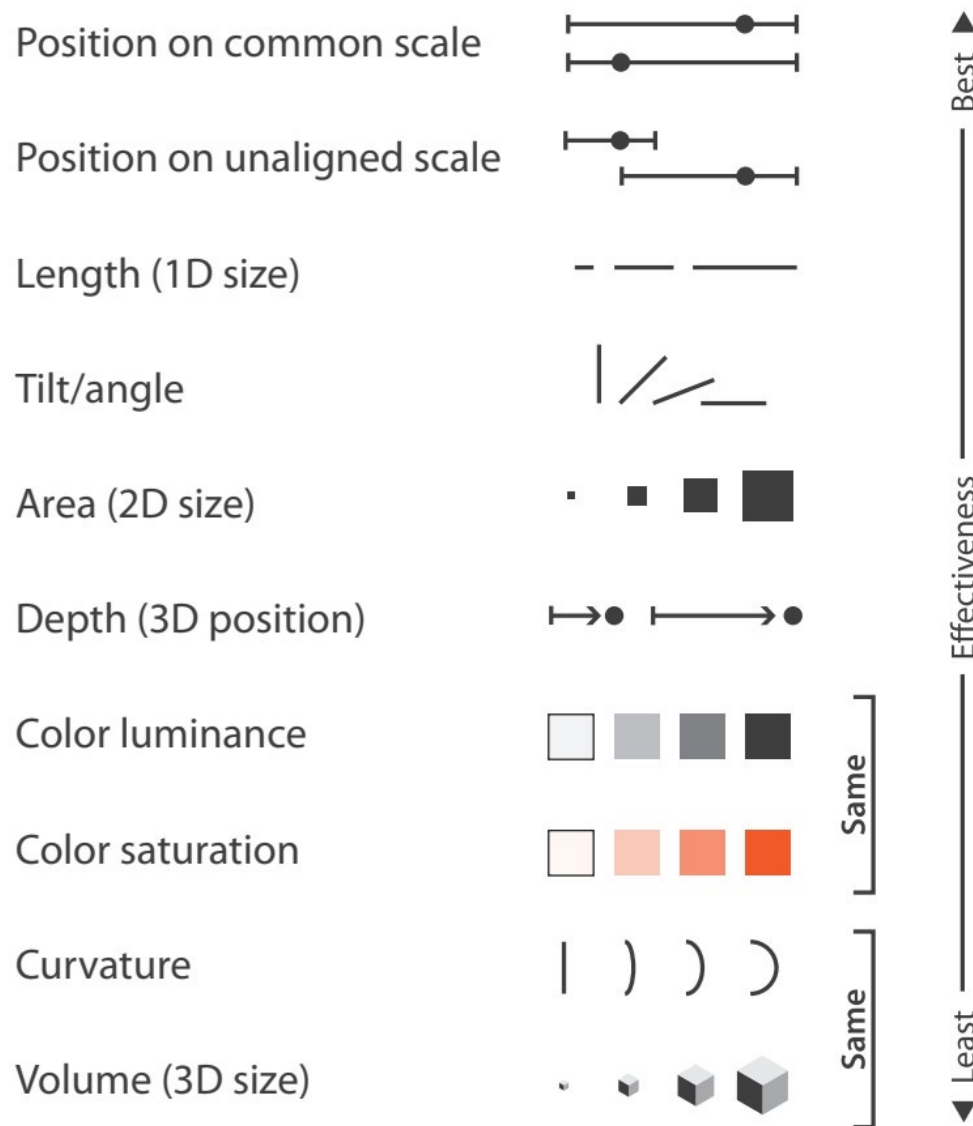 Position on common scale
Position on unaligned scale
Length (1D size)
Tilt/angle
Area (2D size)
Depth (3D position)
Color luminance
Color saturation
Curvature
Volume (3D size)
Same
Same
Best
Effectiveness
Least